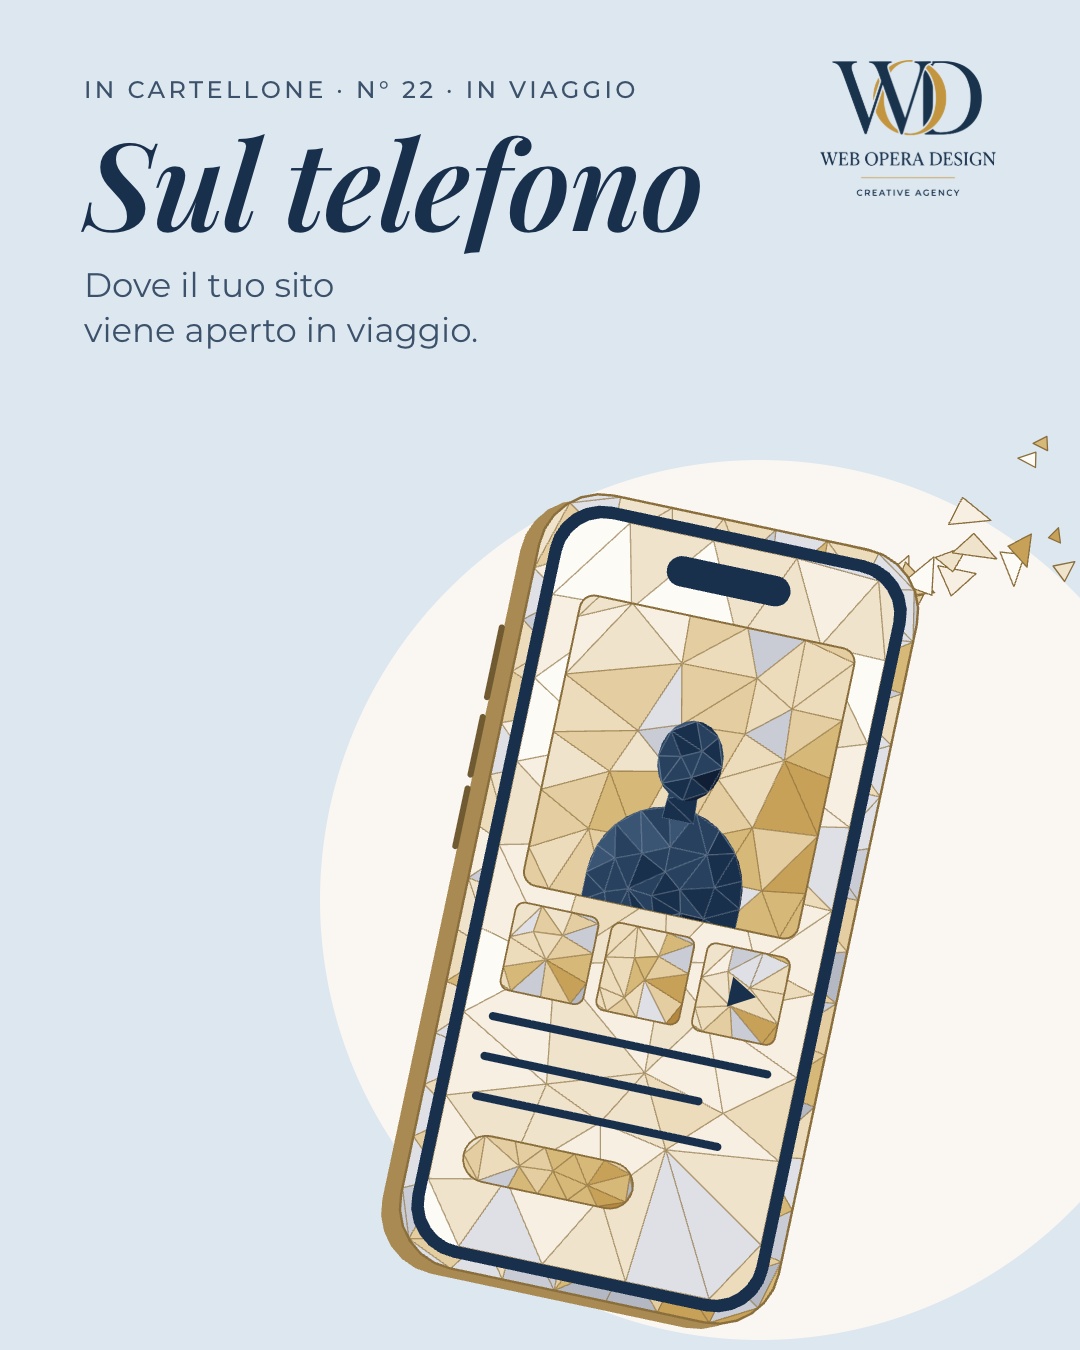 IN CARTELLONE · N° 22 · IN VIAGGIO
Sul telefono
Dove il tuo sito
viene aperto in viaggio.
WOD
WEB OPERA DESIGN
CREATIVE AGENCY